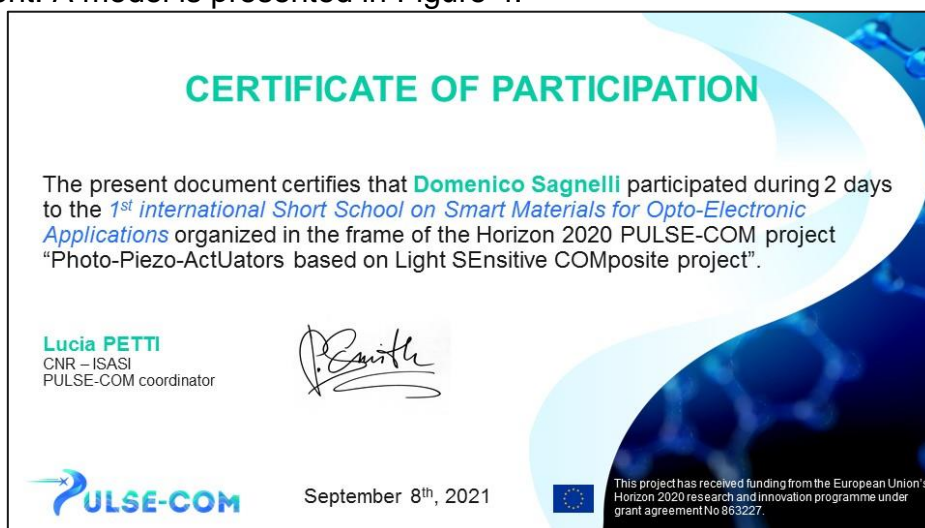 ent. A model is presented in Figure 4.
CERTIFICATE OF PARTICIPATION
The present document certifies that Domenico Sagnelli participated during 2 days
to the 1st international Short School on Smart Materials for Opto-Electronic
Applications organized in the frame of the Horizon 2020 PULSE-COM project
“Photo-Piezo-ActUators based on Light SEnsitive COMposite project”.
Lucia PETTI
CNR – ISASI
PULSE-COM coordinator
P.Smith
PULSE-COM
September 8th, 2021
This project has received funding from the European Union's
Horizon 2020 research and innovation programme under
grant agreement No 863227.